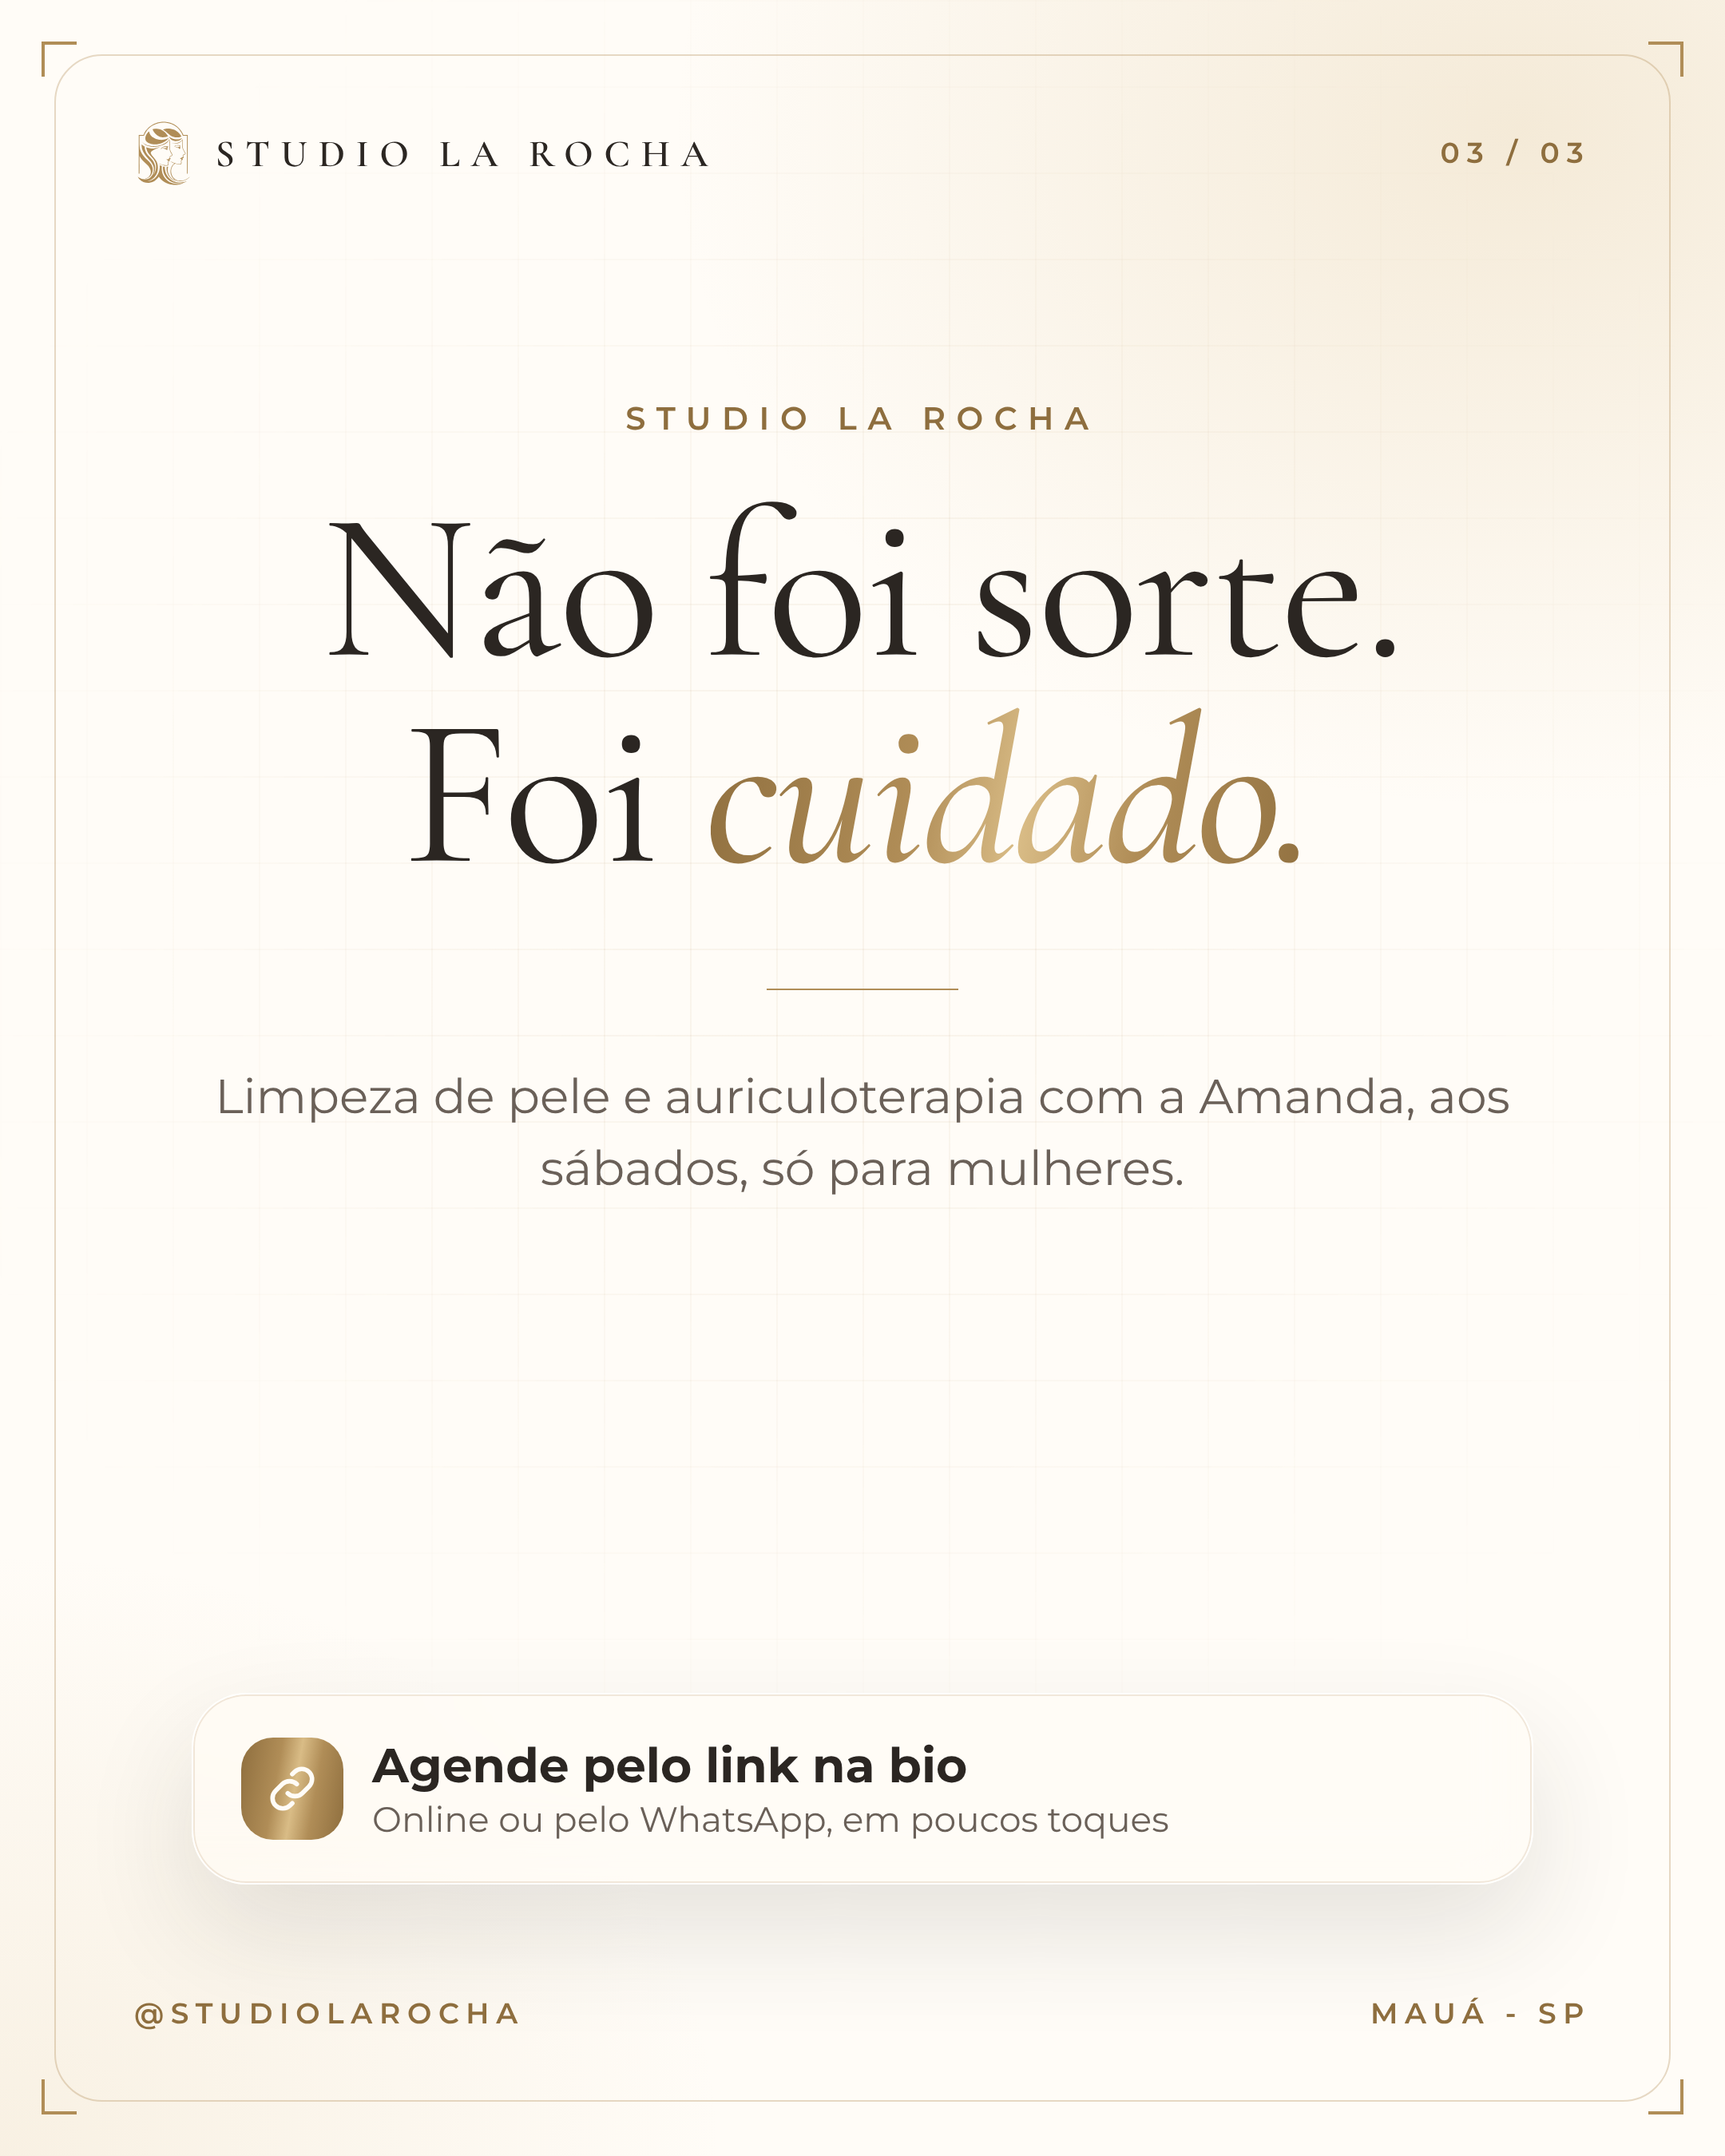 STUDIO LA ROCHA
03 / 03
STUDIO LA ROCHA
Não foi sorte.
Foi cuidado.
Limpeza de pele e auriculoterapia com a Amanda, aos
sábados, só para mulheres.
Agende pelo link na bio
Online ou pelo WhatsApp, em poucos toques
@STUDIOLAROCHA
MAUÁ - SP